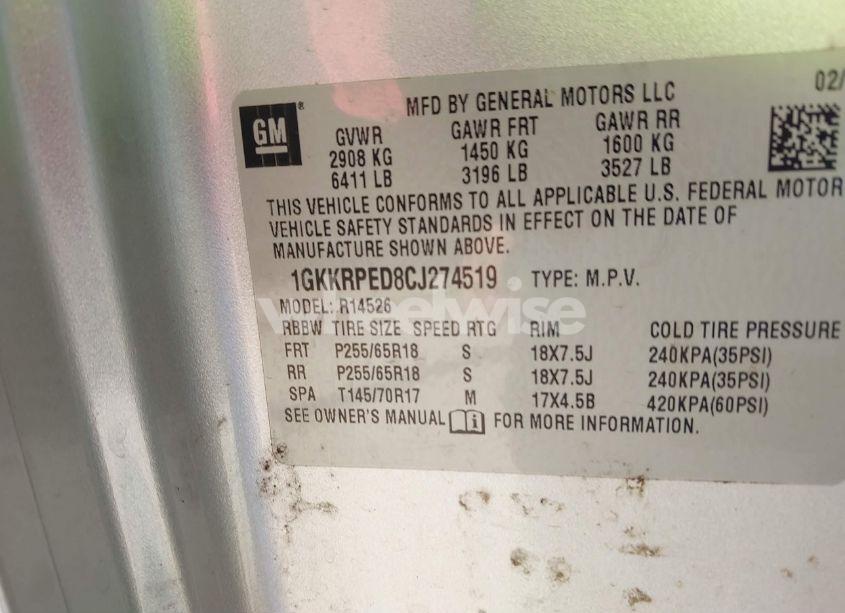 02/
MFD BY GENERAL MOTORS LLC
GM®
GVWR GAWR FRT GAWR RR
2908 KG 1450 KG 1600 KG
6411 LB 3196 LB 3527 LB
THIS VEHICLE CONFORMS TO ALL APPLICABLE U.S. FEDERAL MOTOR
VEHICLE SAFETY STANDARDS IN EFFECT ON THE DATE OF
MANUFACTURE SHOWN ABOVE.
1GKKRPED8CJ274519 TYPE: M.P.V.
wheelwise
MODEL: R14526
RBBW TIRE SIZE SPEED RTG RIM COLD TIRE PRESSURE
FRT P255/65R18 S 18X7.5J 240KPA(35PSI)
RR P255/65R18 S 18X7.5J 240KPA(35PSI)
SPA T145/70R17 M 17X4.5B 420KPA(60PSI)
SEE OWNER'S MANUAL i FOR MORE INFORMATION.